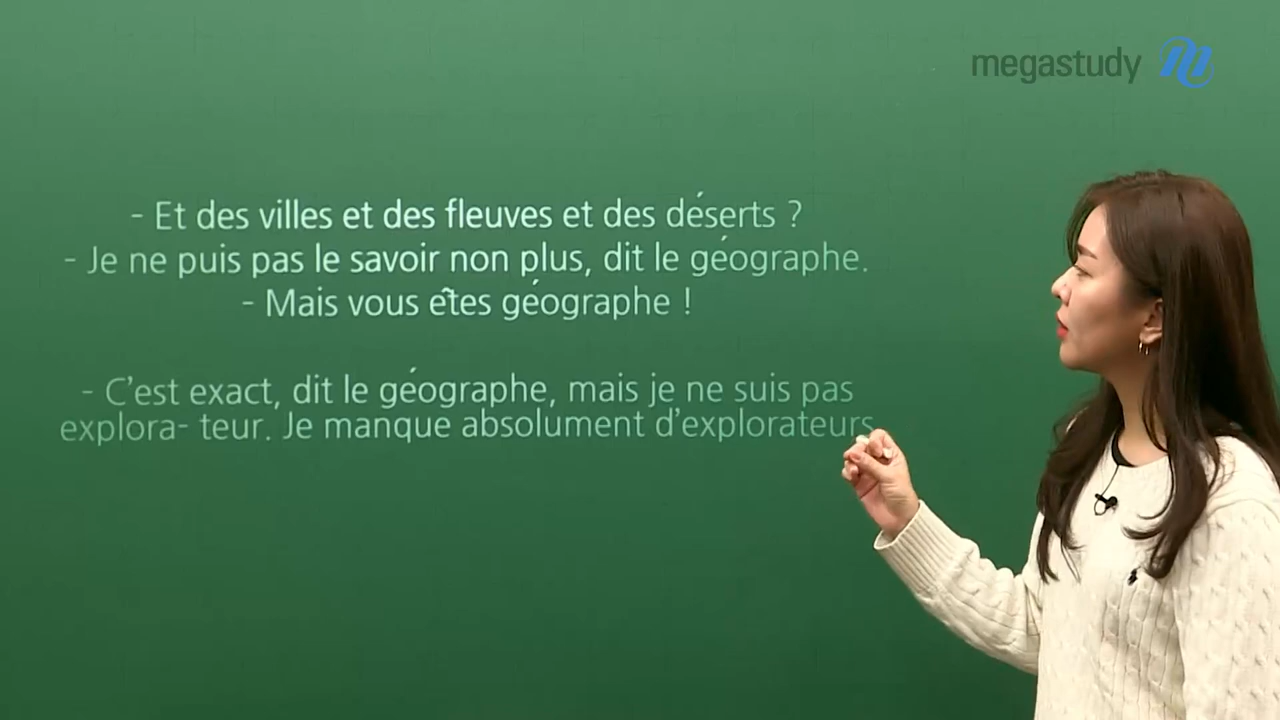 megastudy
- Et des villes et des fleuves et des déserts ?
- Je ne puis pas le savoir non plus, dit le géographe.
- Mais vous êtes géographe !
- C'est exact, dit le géographe, mais je ne suis pas
explora- teur. Je manque absolument d'explorateurs